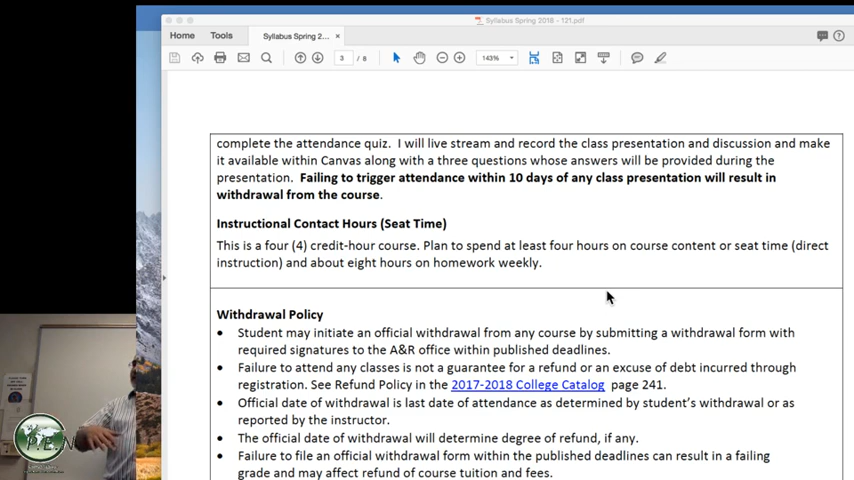 Syllabus Spring 2018 - 121.pdf
Home Tools Syllabus Spring 2... ×
3 / 8 143%
complete the attendance quiz. I will live stream and record the class presentation and discussion and make
it available within Canvas along with a three questions whose answers will be provided during the
presentation. Failing to trigger attendance within 10 days of any class presentation will result in
withdrawal from the course.
Instructional Contact Hours (Seat Time)
This is a four (4) credit-hour course. Plan to spend at least four hours on course content or seat time (direct
instruction) and about eight hours on homework weekly.
Withdrawal Policy
• Student may initiate an official withdrawal from any course by submitting a withdrawal form with
required signatures to the A&R office within published deadlines.
• Failure to attend any classes is not a guarantee for a refund or an excuse of debt incurred through
registration. See Refund Policy in the 2017-2018 College Catalog page 241.
• Official date of withdrawal is last date of attendance as determined by student's withdrawal or as
reported by the instructor.
• The official date of withdrawal will determine degree of refund, if any.
• Failure to file an official withdrawal form within the published deadlines can result in a failing
grade and may affect refund of course tuition and fees.
P.E.N